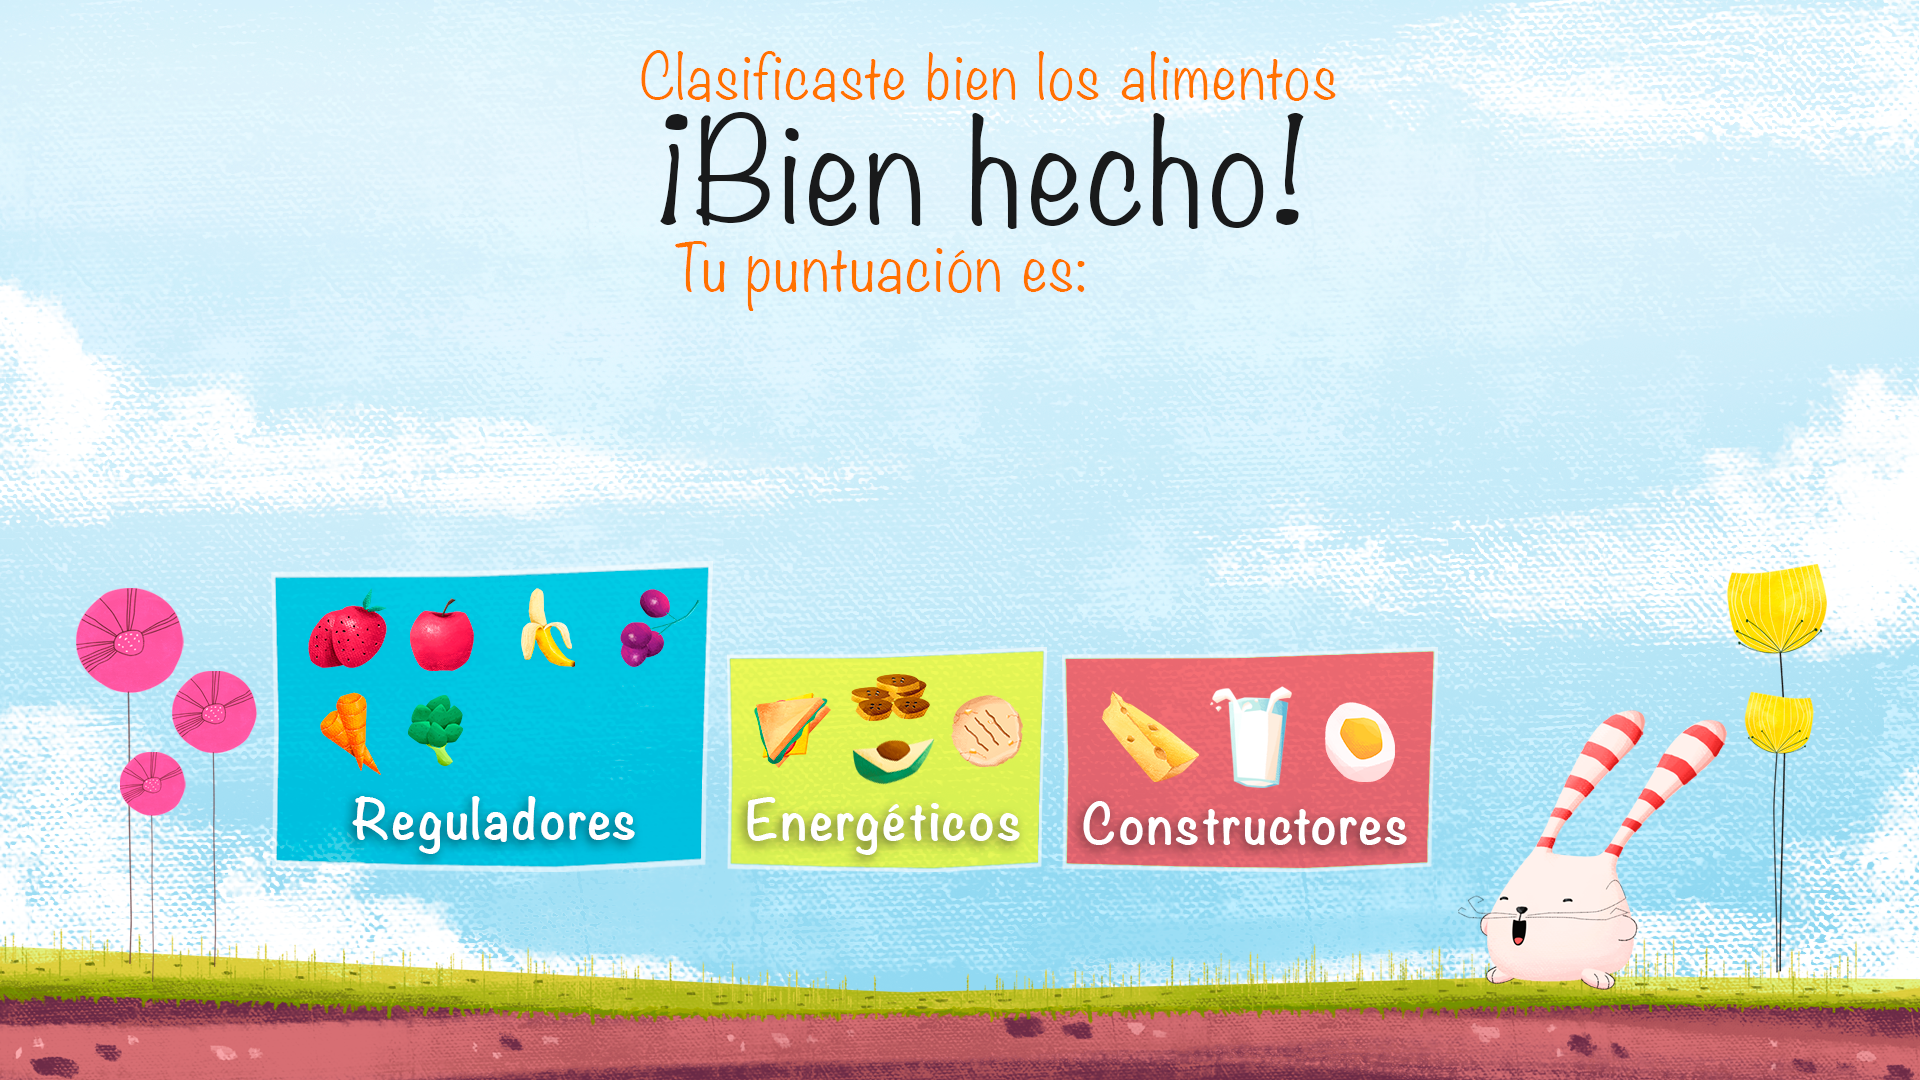 Clasificaste bien los alimentos
¡Bien hecho!
Tu puntuación es:
Reguladores
Energéticos
Constructores